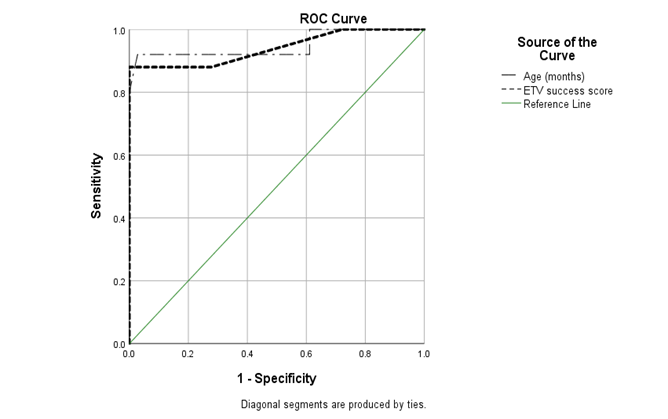 ROC Curve
1.0
0.8
0.6
0.4
0.2
0.0
Sensitivity
0.0 0.2 0.4 0.6 0.8 1.0
1 - Specificity
Source of the
Curve
Age (months)
ETV success score
Reference Line
Diagonal segments are produced by ties.